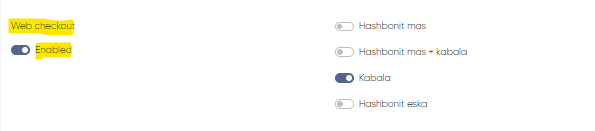 Web checkout
Enabled
Hashbonit mas
Hashbonit mas + kabala
Kabala
Hashbonit eska